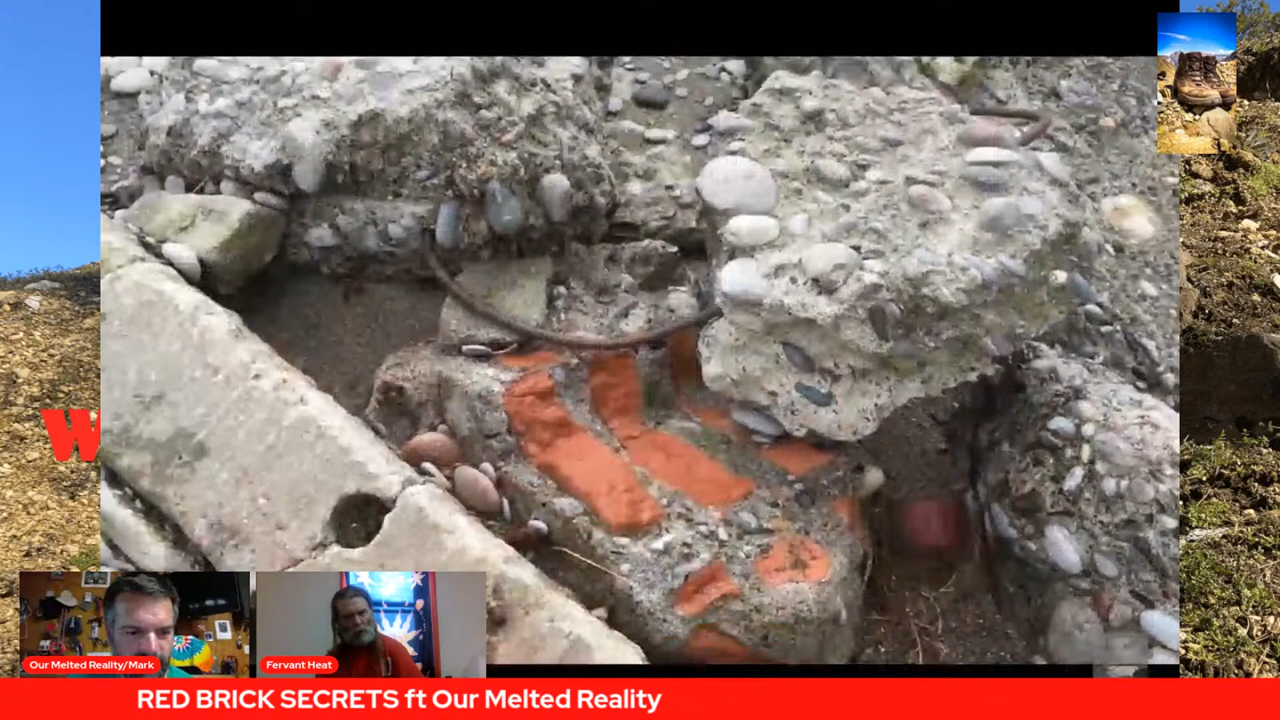 W
Our Melted Reality/Mark
Fervant Heat
RED BRICK SECRETS ft Our Melted Reality